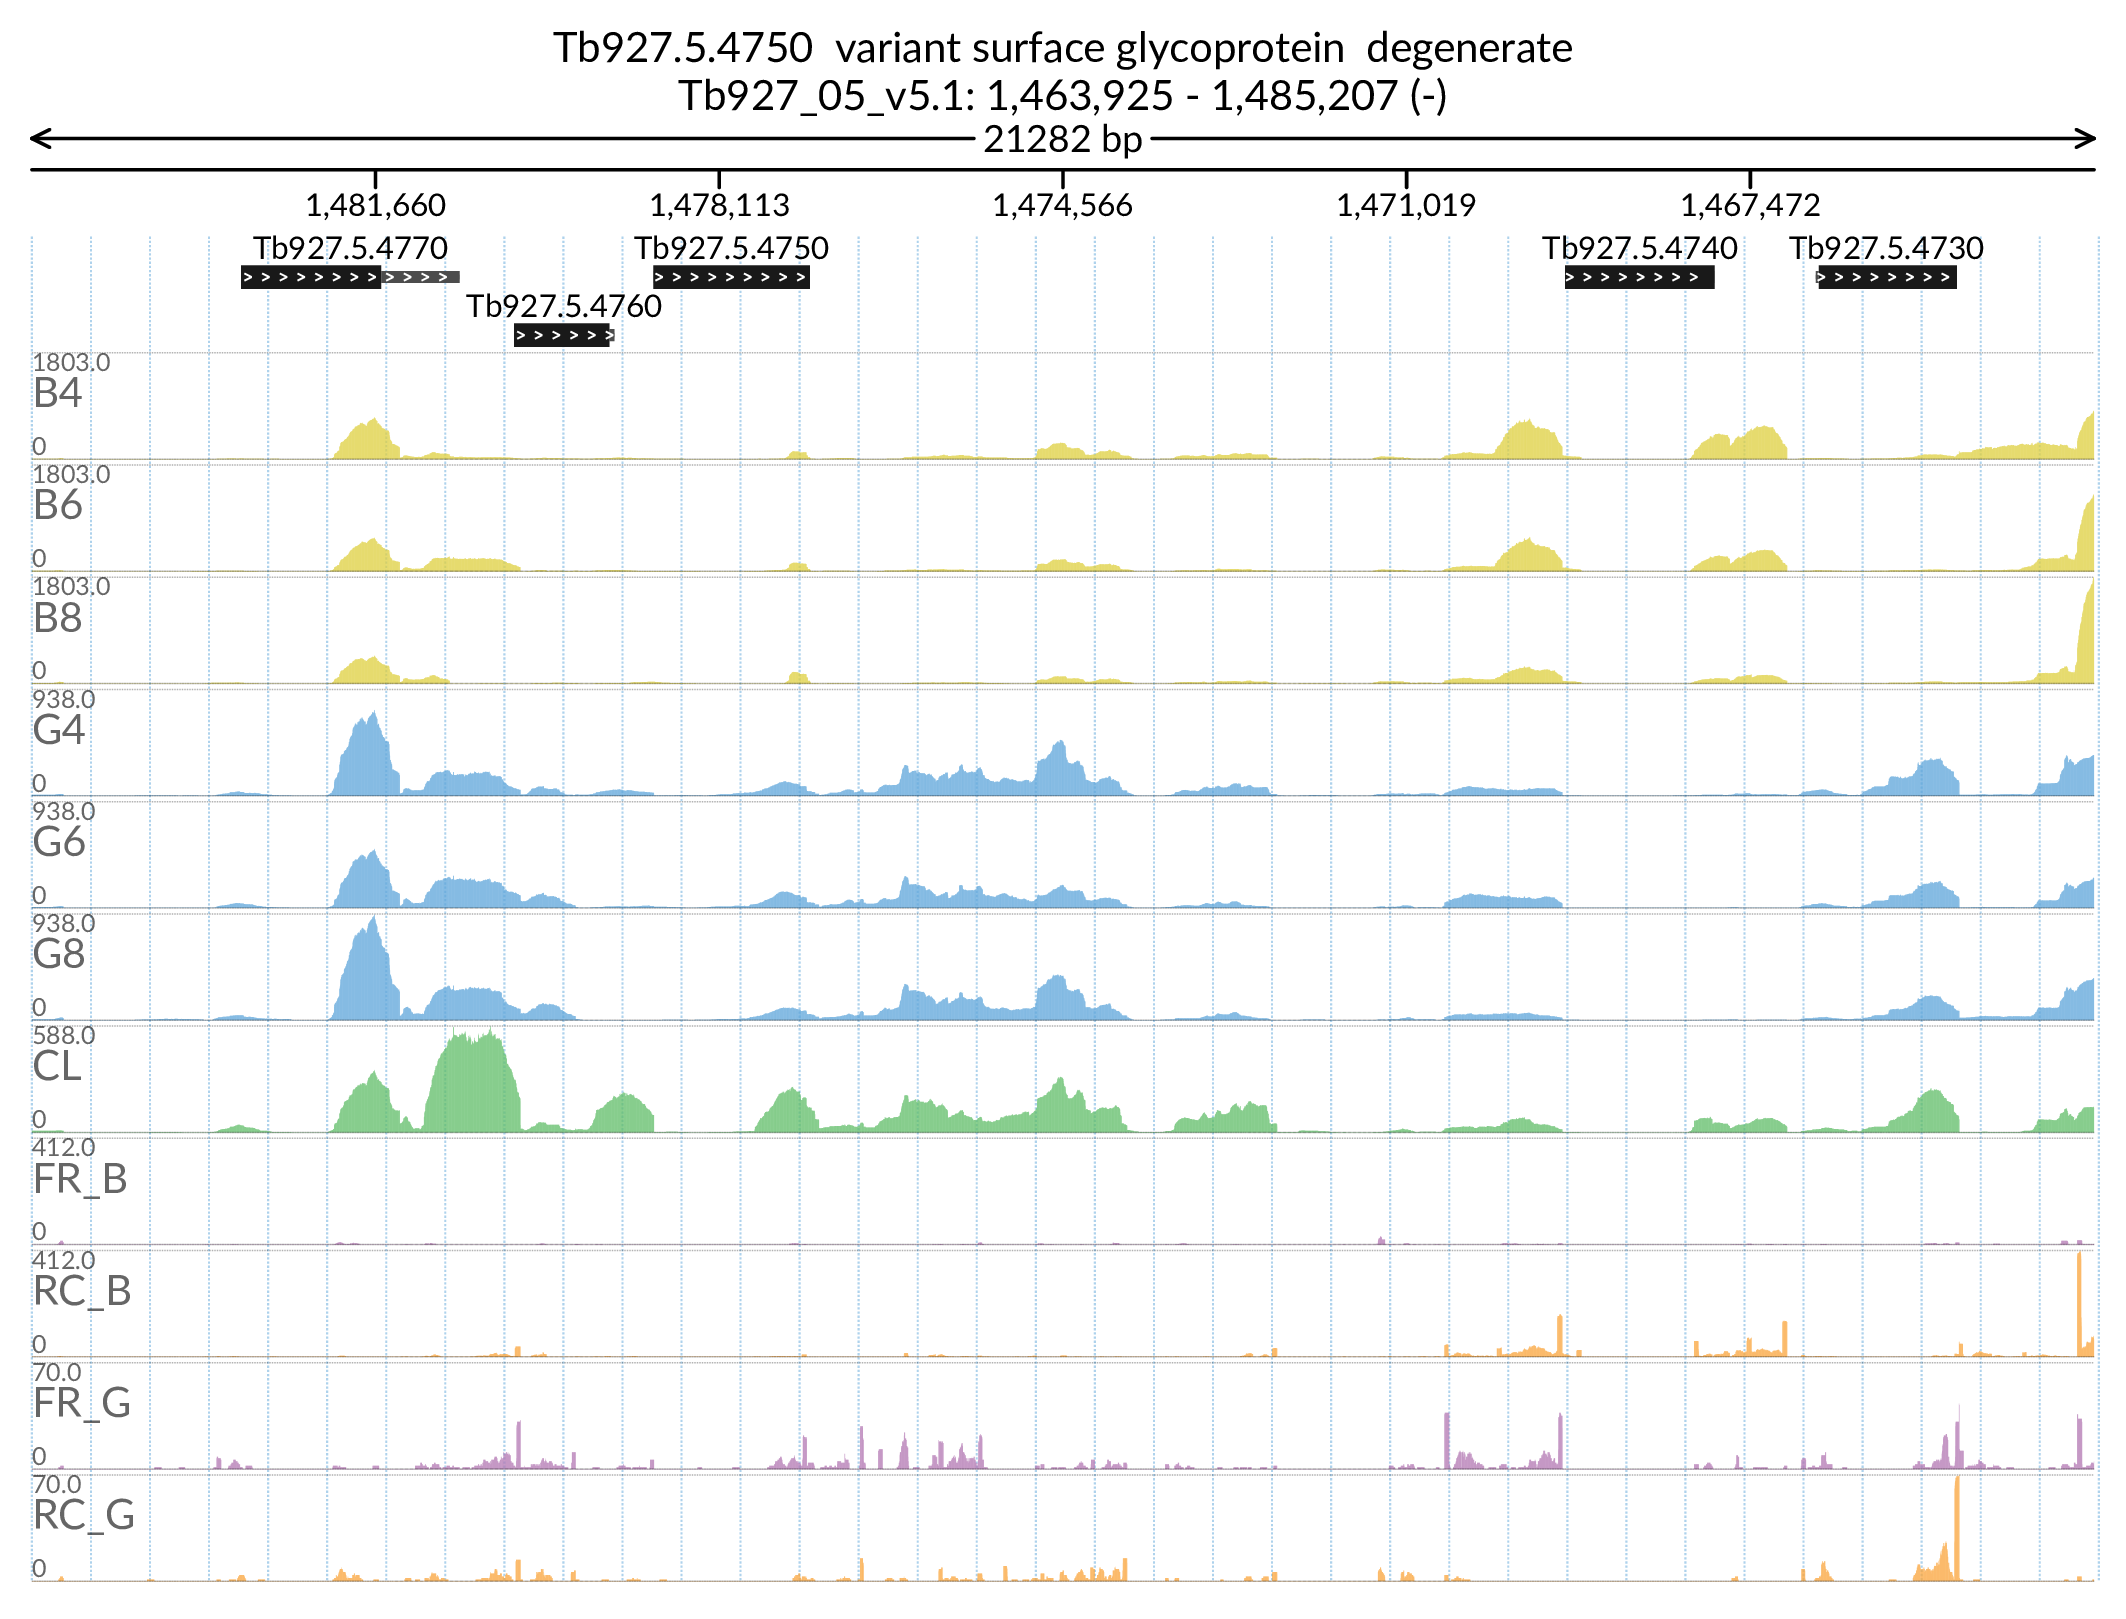 Tb927.5.4750  variant surface glycoprotein  degenerate
Tb927_05_v5.1: 1,463,925 - 1,485,207 (-)
21282 bp
1,481,660 1,478,113 1,474,566 1,471,019 1,467,472
Tb927.5.4770 Tb927.5.4750 Tb927.5.4740 Tb927.5.4730
Tb927.5.4760
1803.0
B4
0
1803.0
B6
0
1803.0
B8
0
938.0
G4
0
938.0
G6
0
938.0
G8
0
588.0
CL
0
412.0
FR_B
0
412.0
RC_B
0
70.0
FR_G
0
70.0
RC_G
0